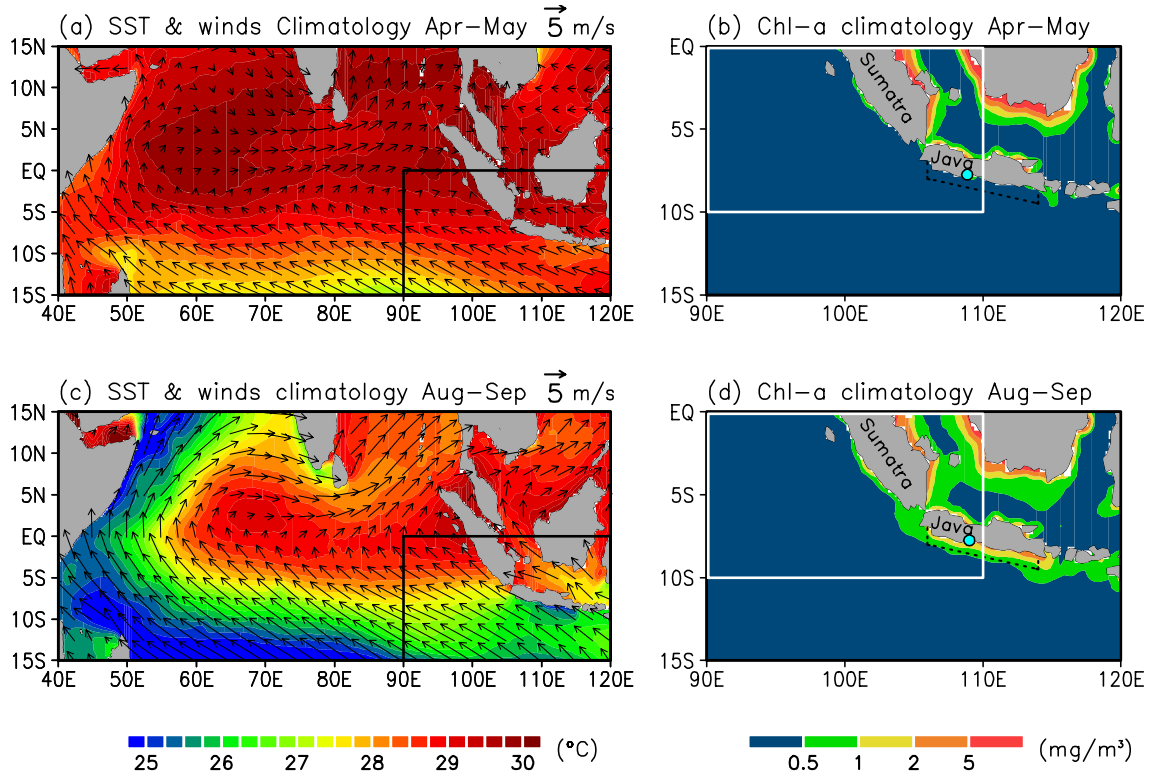 (a) SST & winds Climatology Apr-May 5 m/s
15N
10N
5N
EQ
5S
10S
15S
40E 50E 60E 70E 80E 90E 100E 110E 120E
(b) Chl-a climatology Apr-May
EQ
5S
10S
15S
Sumatra
Java
90E 100E 110E 120E
(c) SST & winds climatology Aug-Sep 5 m/s
15N
10N
5N
EQ
5S
10S
15S
40E 50E 60E 70E 80E 90E 100E 110E 120E
(d) Chl-a climatology Aug-Sep
EQ
5S
10S
15S
Sumatra
Java
90E 100E 110E 120E
25 26 27 28 29 30 (°C)
0.5 1 2 5 (mg/m³)